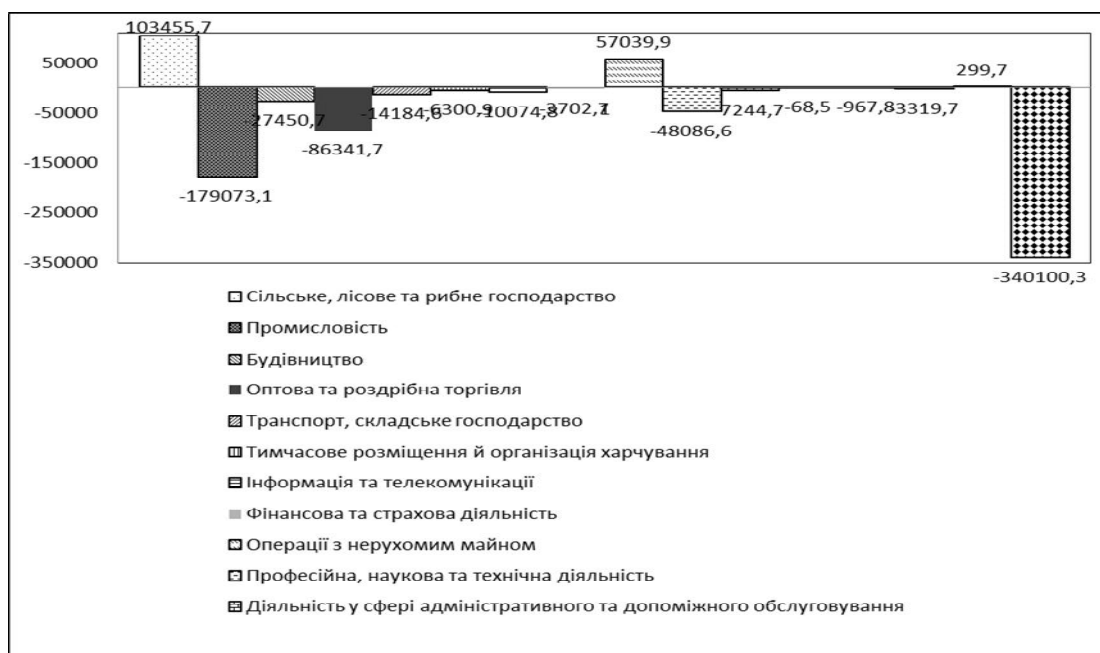 103455,7
57039,9
299,7
50000
-50000
-150000
-250000
-350000
-27450,7
-86341,7
-14184,6
-6300,9
-10074,8
-3702,1
-48086,6
-7244,7
-68,5
-967,8
-3319,7
-179073,1
-340100,3
Сільське, лісове та рибне господарство
Промисловість
Будівництво
Оптова та роздрібна торгівля
Транспорт, складське господарство
Тимчасове розміщення й організація харчування
Інформація та телекомунікації
Фінансова та страхова діяльність
Операції з нерухомим майном
Професійна, наукова та технічна діяльність
Діяльність у сфері адміністративного та допоміжного обслуговування